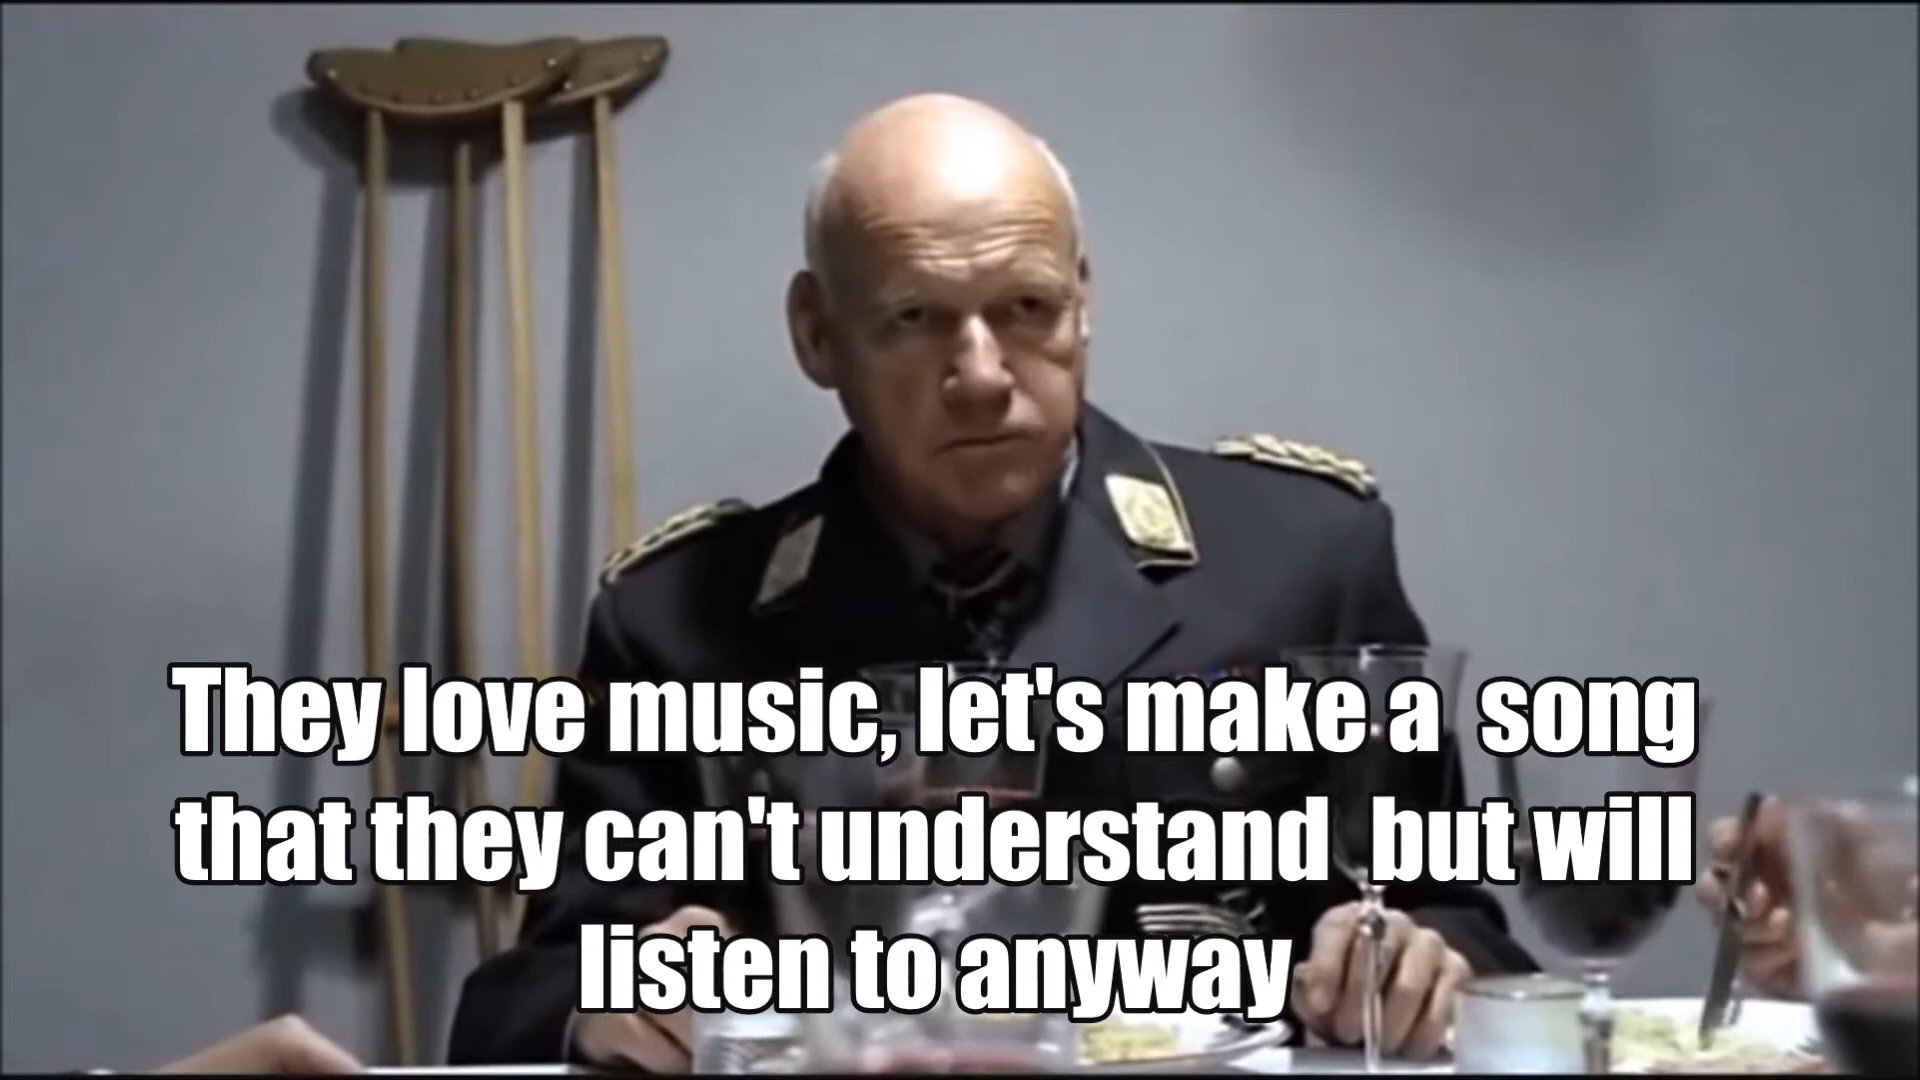 They love music, let's make a  song
that they can't understand  but will
listen to anyway